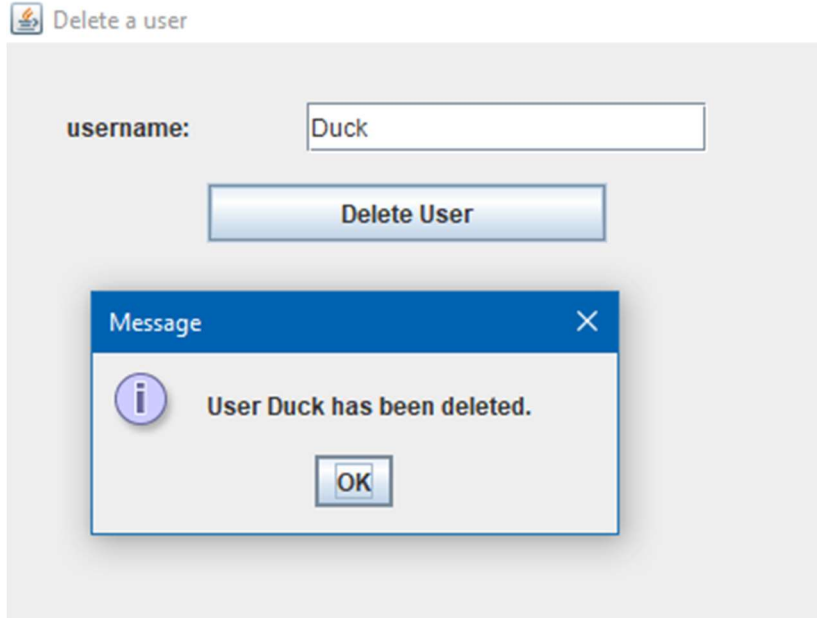 Delete a user
username: Duck
Delete User
Message
User Duck has been deleted.
OK